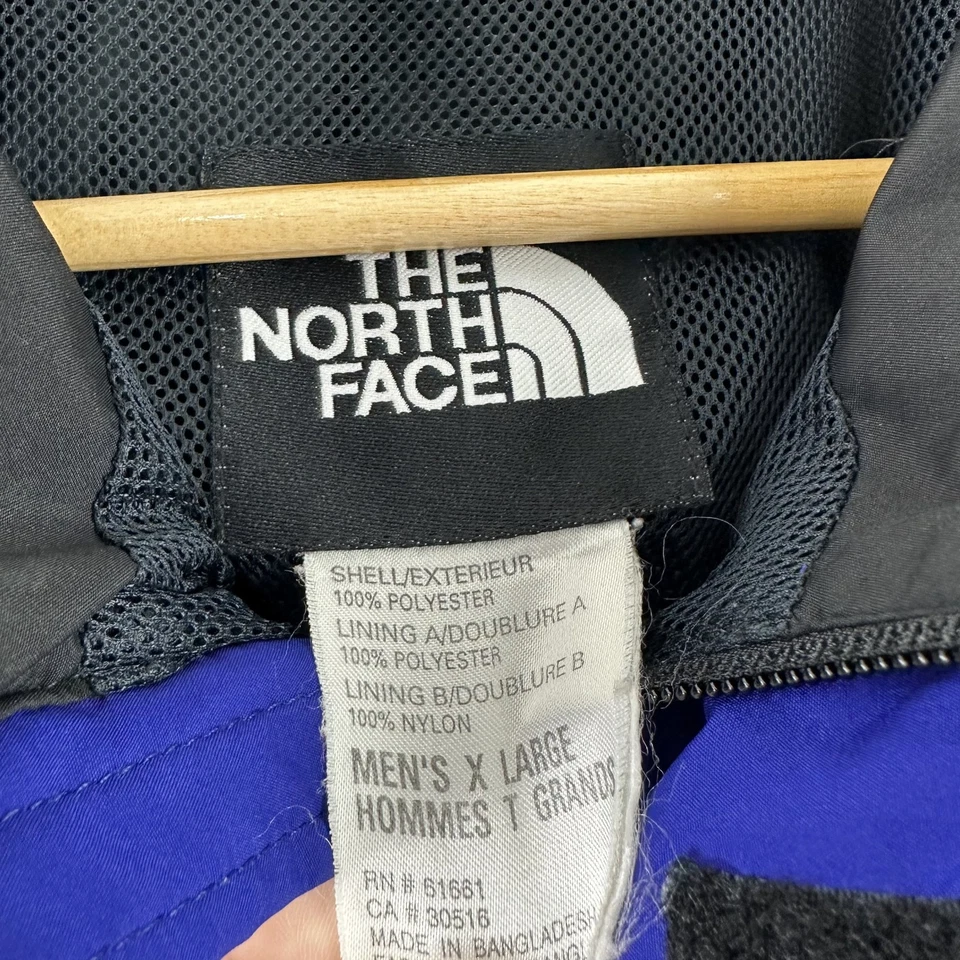 THE
NORTH
FACE
SHELL/EXTERIEUR
100% POLYESTER
LINING A/DOUBLURE A
100% POLYESTER
LINING B/DOUBLURE B
100% NYLON
MEN'S X LARGE
HOMMES T GRANDS
RN # 61661
CA # 30516
MADE IN BANGLADESH